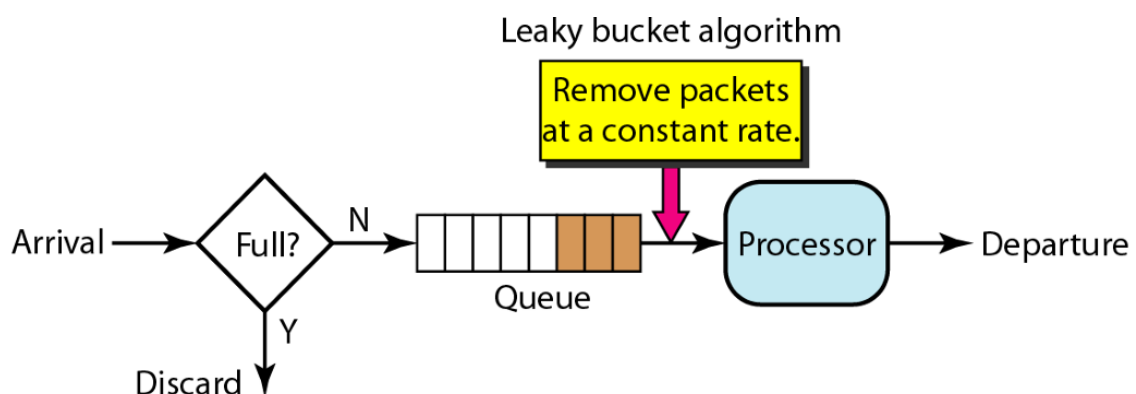 Leaky bucket algorithm
Remove packets
at a constant rate.
Arrival
Full?
N
Queue
Processor
Departure
Y
Discard